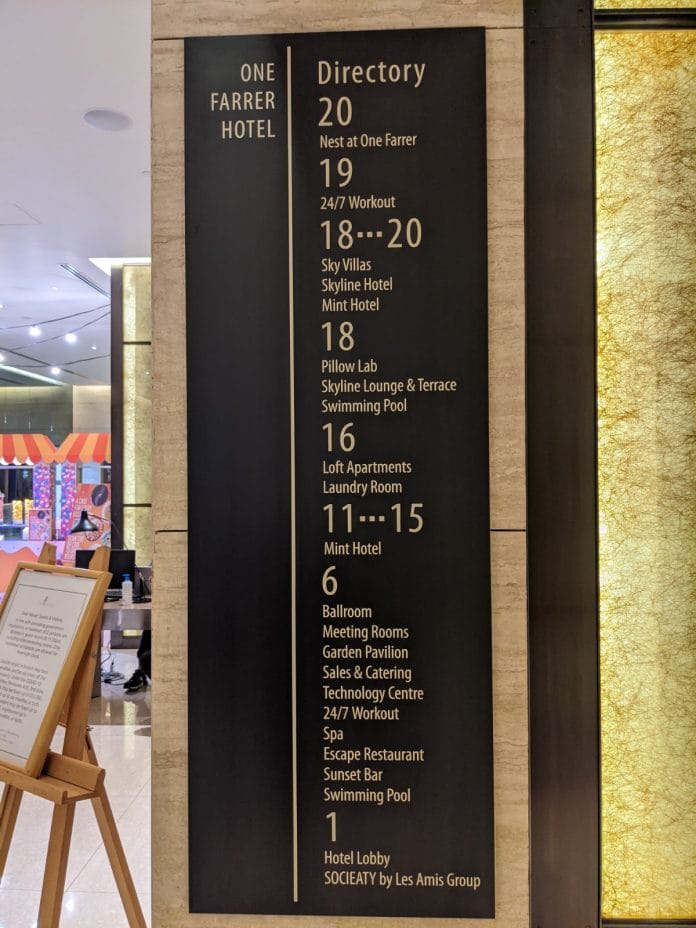 ONE
FARRER
HOTEL
Directory
20
Nest at One Farrer
19
24/7 Workout
18···20
Sky Villas
Skyline Hotel
Mint Hotel
18
Pillow Lab
Skyline Lounge & Terrace
Swimming Pool
16
Loft Apartments
Laundry Room
11···15
Mint Hotel
6
Ballroom
Meeting Rooms
Garden Pavilion
Sales & Catering
Technology Centre
24/7 Workout
Spa
Escape Restaurant
Sunset Bar
Swimming Pool
1
Hotel Lobby
SOCIEATY by Les Amis Group